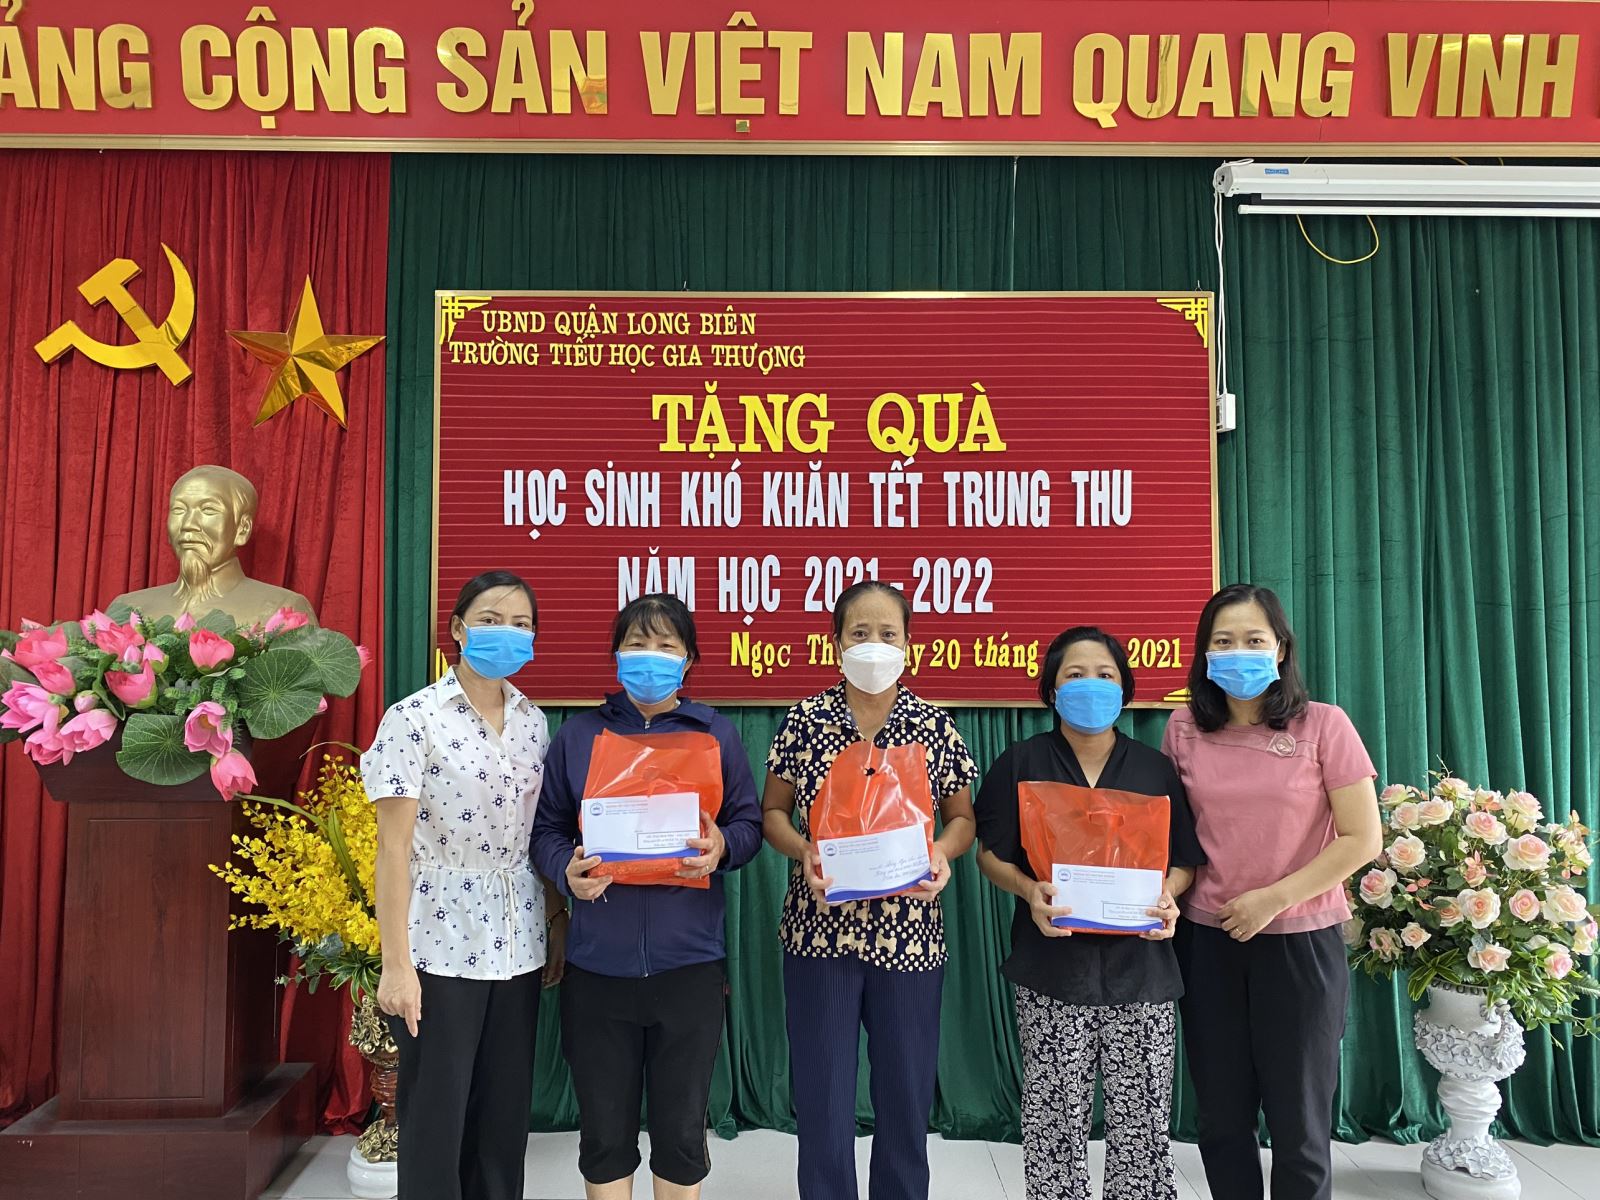 ẢNG CỘNG SẢN VIỆT NAM QUANG VINH
UBND QUẬN LONG BIÊN
TRƯỜNG TIỂU HỌC GIA THƯỢNG
TẶNG QUÀ
HỌC SINH KHÓ KHĂN TẾT TRUNG THU
NĂM HỌC 2021-2022
Ngọc 20 tháng 2021